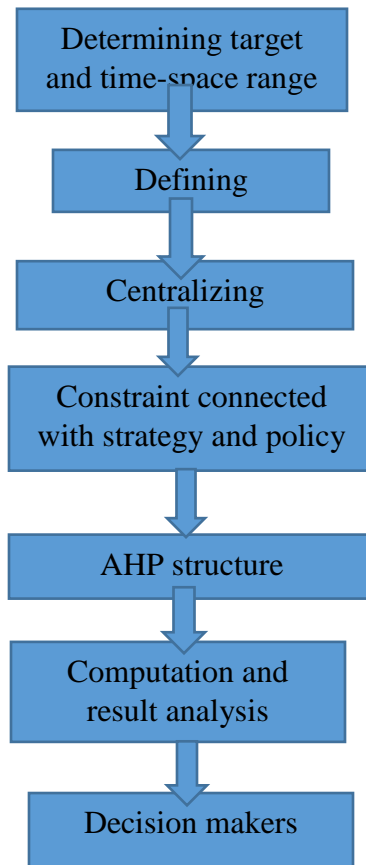 Determining target
and time-space range
Defining
Centralizing
Constraint connected
with strategy and policy
AHP structure
Computation and
result analysis
Decision makers